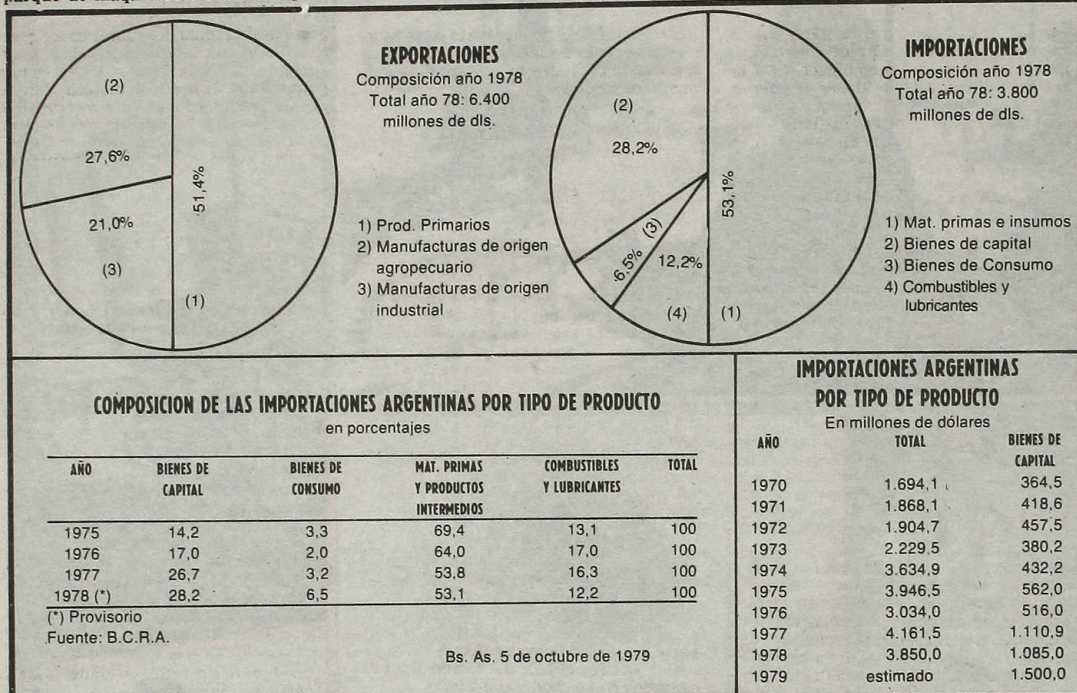 (2)
27,6%
21,0%
(3)
51,4%
(1)
EXPORTACIONES
Composición año 1978
Total año 78: 6.400
millones de dls.
1) Prod. Primarios
2) Manufacturas de origen
agropecuario
3) Manufacturas de origen
industrial
(2)
28,2%
(3)
6,5%
12,2%
(4)
53,1%
(1)
IMPORTACIONES
Composición año 1978
Total año 78: 3.800
millones de dls.
1) Mat. primas e insumos
2) Bienes de capital
3) Bienes de Consumo
4) Combustibles y
lubricantes
COMPOSICION DE LAS IMPORTACIONES ARGENTINAS POR TIPO DE PRODUCTO
en porcentajes
AÑO BIENES DE BIENES DE MAT. PRIMAS COMBUSTIBLES TOTAL
CAPITAL CONSUMO Y PRODUCTOS Y LUBRICANTES
INTERMEDIOS
1975 14,2 3,3 69,4 13,1 100
1976 17,0 2,0 64,0 17,0 100
1977 26,7 3,2 53,8 16,3 100
1978 (*) 28,2 6,5 53,1 12,2 100
(*) Provisorio
Fuente: B.C.R.A.
Bs. As. 5 de octubre de 1979
IMPORTACIONES ARGENTINAS
POR TIPO DE PRODUCTO
En millones de dólares
AÑO TOTAL BIENES DE
CAPITAL
1970 1.694,1 364,5
1971 1.868,1 418,6
1972 1.904,7 457,5
1973 2.229,5 380,2
1974 3.634,9 432,2
1975 3.946,5 562,0
1976 3.034,0 516,0
1977 4.161,5 1.110,9
1978 3.850,0 1.085,0
1979 estimado 1.500,0